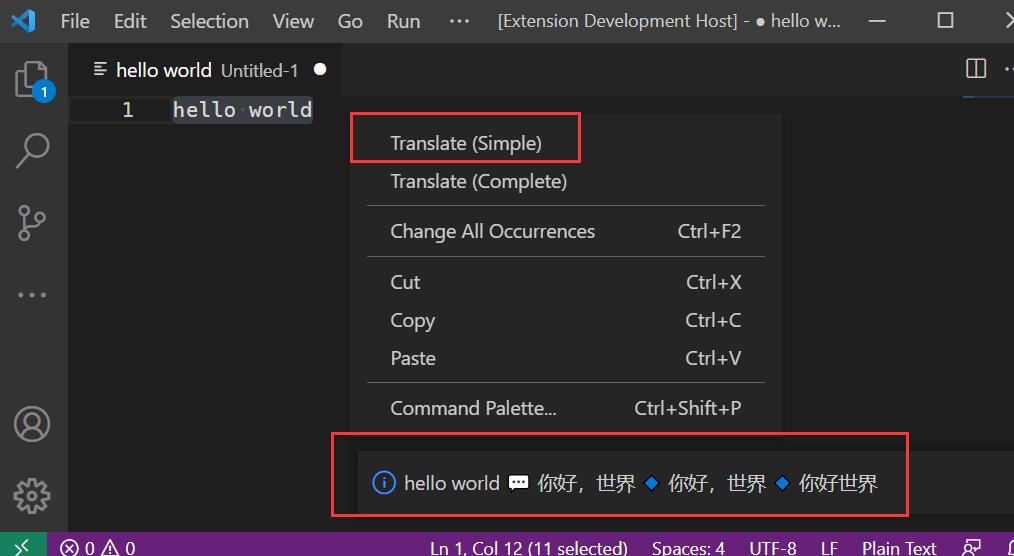 File Edit Selection View Go Run ··· [Extension Development Host] - ● hello w...
hello world Untitled-1 ●
1
1 hello·world
Translate (Simple)
Translate (Complete)
Change All Occurrences Ctrl+F2
Cut Ctrl+X
Copy Ctrl+C
Paste Ctrl+V
Command Palette... Ctrl+Shift+P
hello world 💬 你好，世界 🔹 你好，世界 🔹 你好世界
0 0 Ln 1, Col 12 (11 selected) Spaces: 4 UTF-8 LF Plain Text